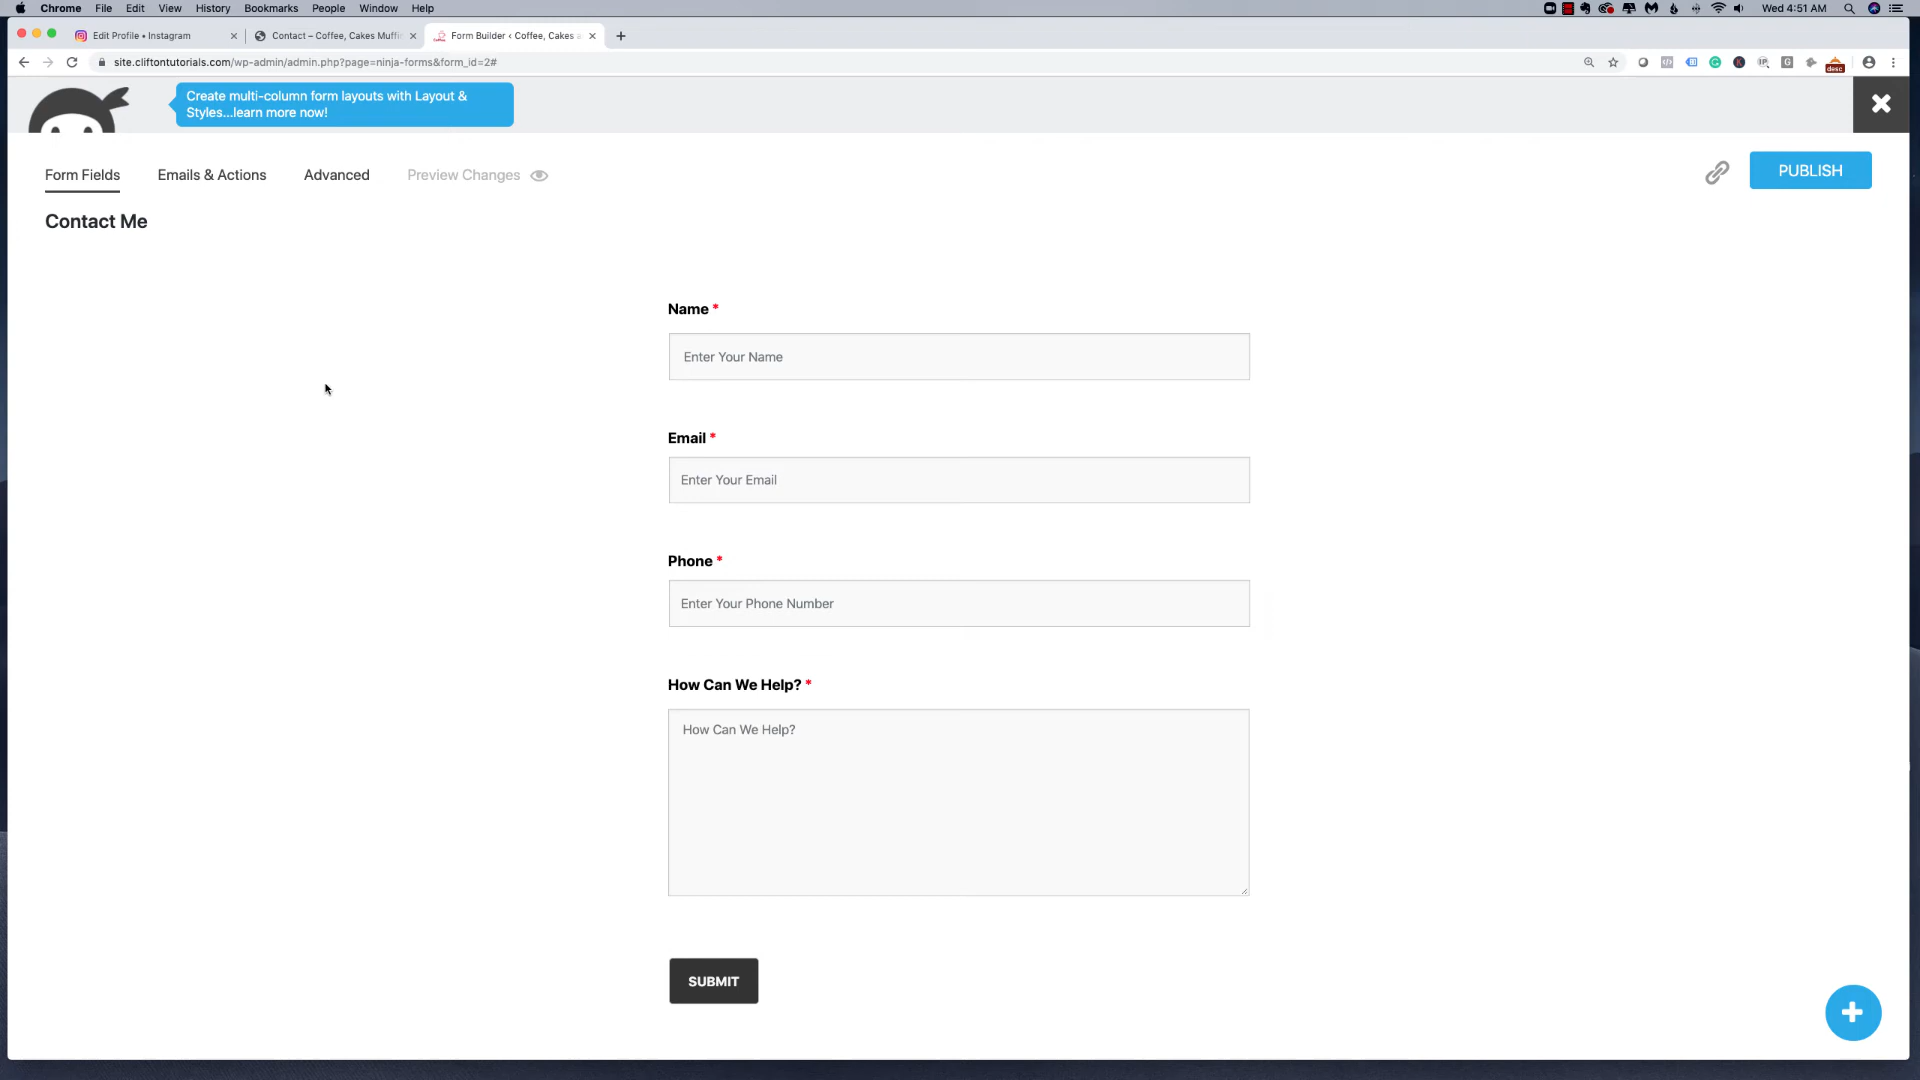 Chrome File Edit View History Bookmarks People Window Help Wed 4:51 AM
Edit Profile • Instagram Contact – Coffee, Cakes Muffi Form Builder ‹ Coffee, Cakes
site.cliftontutorials.com/wp-admin/admin.php?page=ninja-forms&form_id=2#
desc
Create multi-column form layouts with Layout &
Styles...learn more now!
Form Fields Emails & Actions Advanced Preview Changes PUBLISH
Contact Me
Name *
Enter Your Name
Email *
Enter Your Email
Phone *
Enter Your Phone Number
How Can We Help? *
How Can We Help?
SUBMIT